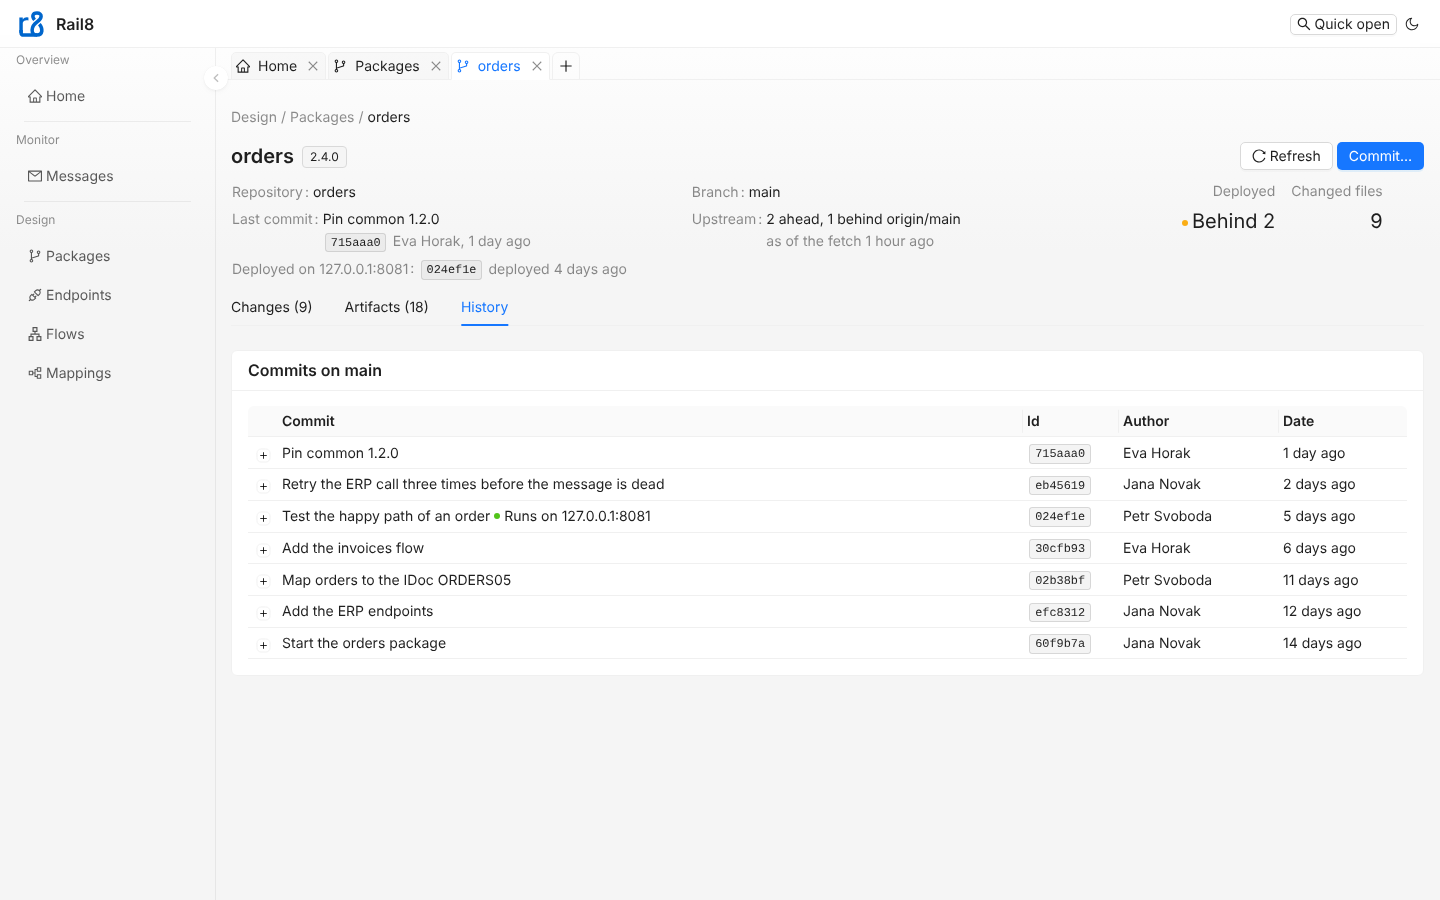 Rail8
Quick open
Overview
Home
Monitor
Messages
Design
Packages
Endpoints
Flows
Mappings
Home
Packages
orders
Design / Packages / orders
orders 2.4.0
Refresh
Commit...
Repository: orders
Branch: main
Deployed
Changed files
Last commit: Pin common 1.2.0
Upstream: 2 ahead, 1 behind origin/main
Behind 2
9
715aaa0 Eva Horak, 1 day ago
as of the fetch 1 hour ago
Deployed on 127.0.0.1:8081: 024ef1e deployed 4 days ago
Changes (9)
Artifacts (18)
History
Commits on main
Commit Id Author Date
+ Pin common 1.2.0 715aaa0 Eva Horak 1 day ago
+ Retry the ERP call three times before the message is dead eb45619 Jana Novak 2 days ago
+ Test the happy path of an order Runs on 127.0.0.1:8081 024ef1e Petr Svoboda 5 days ago
+ Add the invoices flow 30cfb93 Eva Horak 6 days ago
+ Map orders to the IDoc ORDERS05 02b38bf Petr Svoboda 11 days ago
+ Add the ERP endpoints efc8312 Jana Novak 12 days ago
+ Start the orders package 60f9b7a Jana Novak 14 days ago